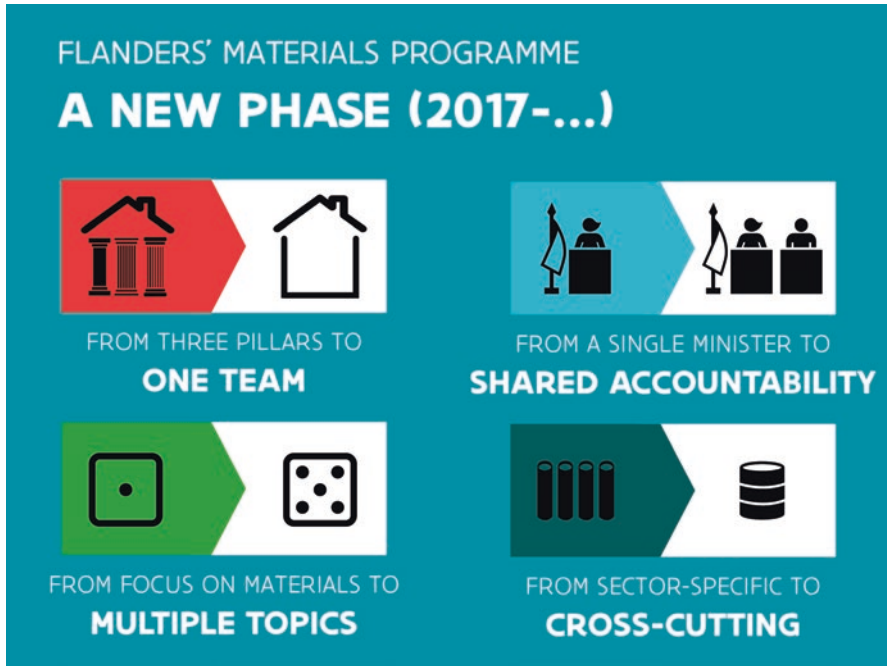 FLANDERS' MATERIALS PROGRAMME
A NEW PHASE (2017-...)
FROM THREE PILLARS TO
ONE TEAM
FROM A SINGLE MINISTER TO
SHARED ACCOUNTABILITY
FROM FOCUS ON MATERIALS TO
MULTIPLE TOPICS
FROM SECTOR-SPECIFIC TO
CROSS-CUTTING